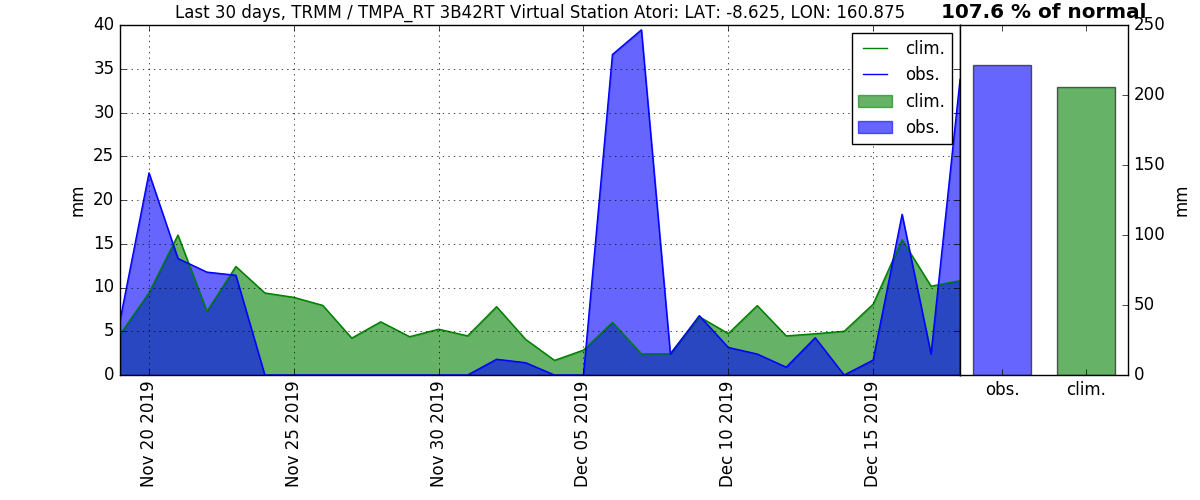 Last 30 days, TRMM / TMPA_RT 3B42RT Virtual Station Atori: LAT: -8.625, LON: 160.875
107.6 % of normal
mm
40
35
30
25
20
15
10
5
0
clim.
obs.
clim.
obs.
Nov 20 2019
Nov 25 2019
Nov 30 2019
Dec 05 2019
Dec 10 2019
Dec 15 2019
250
200
150
100
50
0
mm
obs.
clim.